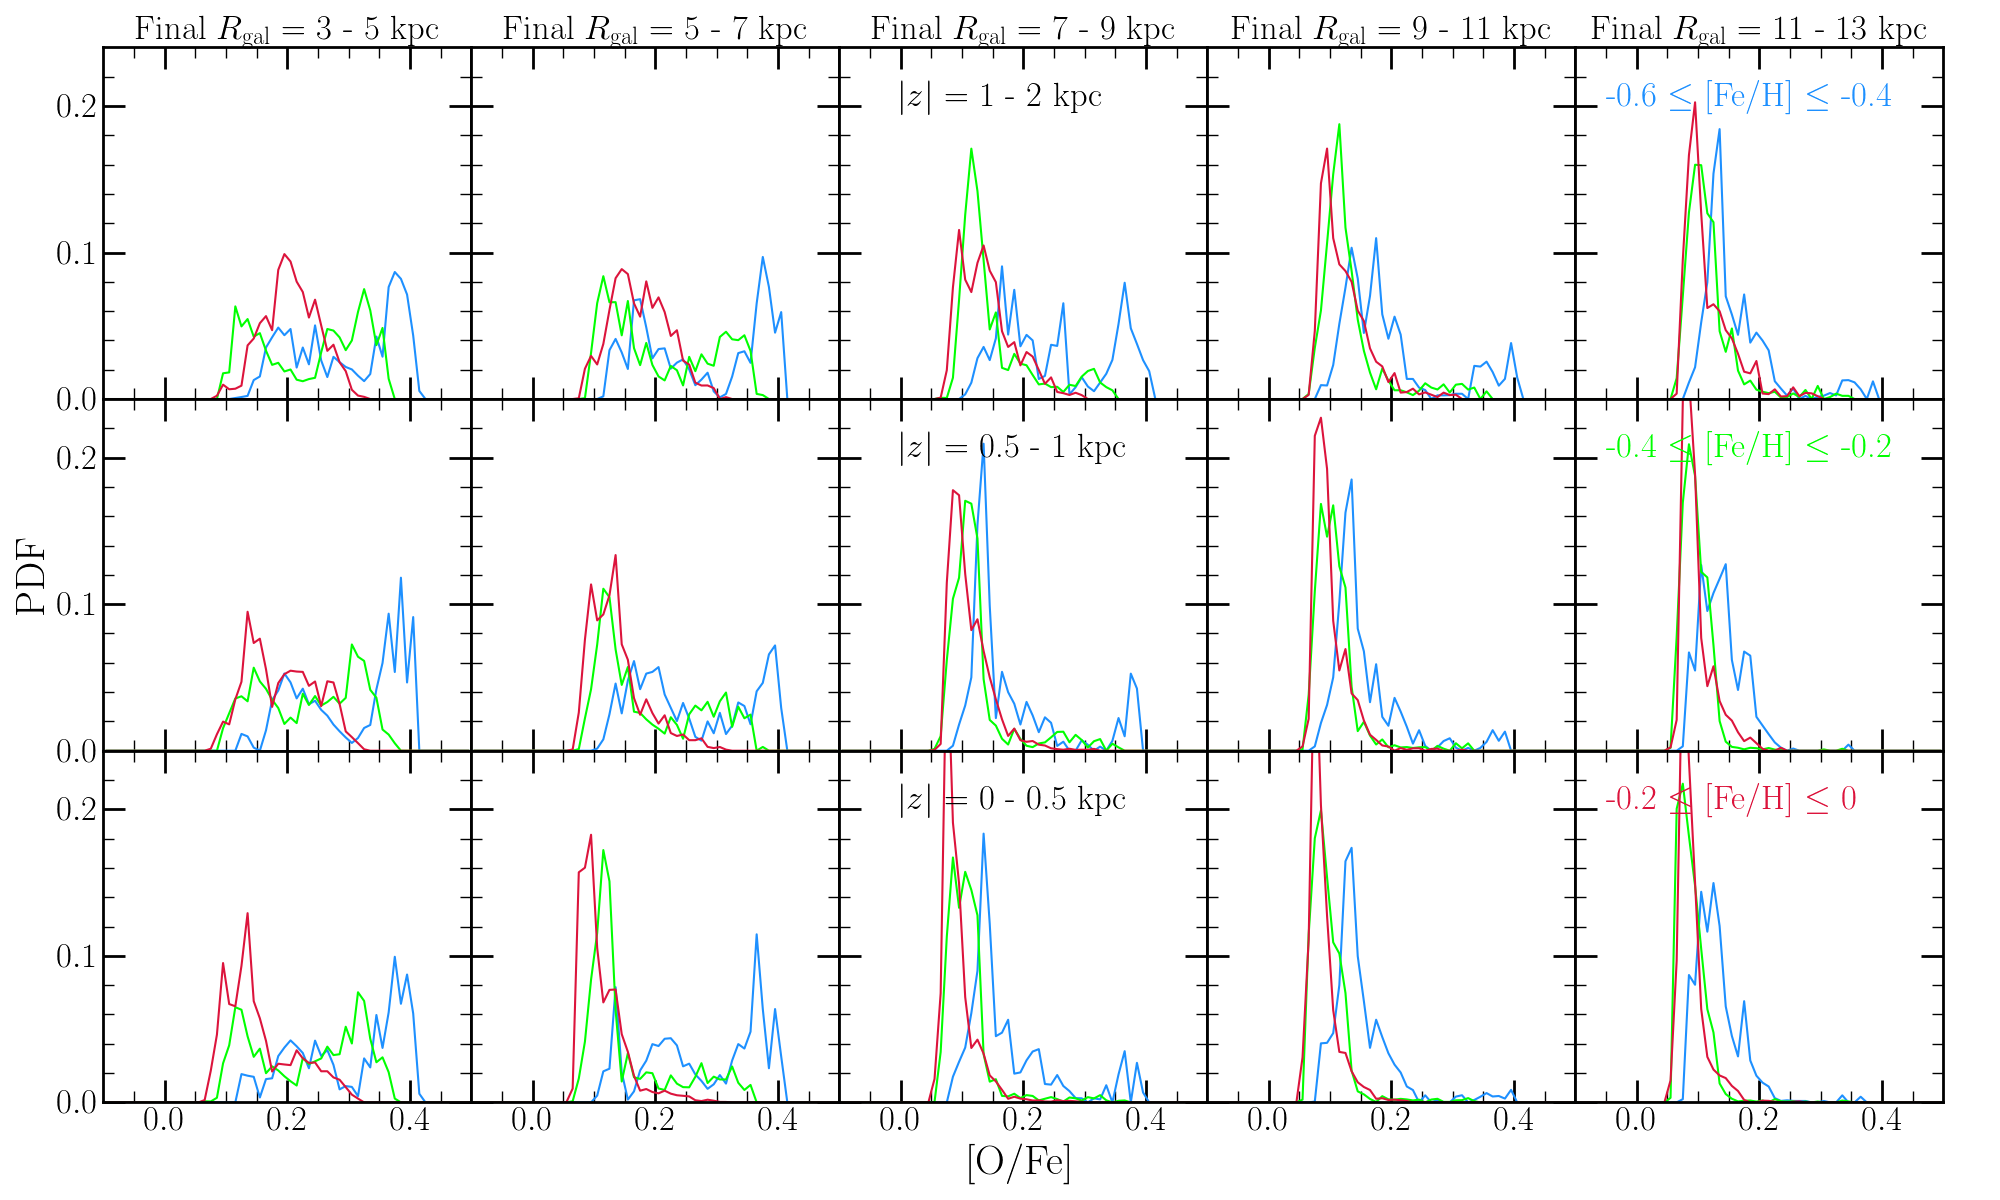 Final R_gal = 3 - 5 kpc
Final R_gal = 5 - 7 kpc
Final R_gal = 7 - 9 kpc
Final R_gal = 9 - 11 kpc
Final R_gal = 11 - 13 kpc
|z| = 1 - 2 kpc
-0.6 ≤ [Fe/H] ≤ -0.4
0.2
0.1
0.0
|z| = 0.5 - 1 kpc
-0.4 ≤ [Fe/H] ≤ -0.2
0.2
0.1
0.0
PDF
|z| = 0 - 0.5 kpc
-0.2 ≤ [Fe/H] ≤ 0
0.2
0.1
0.0
0.0 0.2 0.4 0.0 0.2 0.4 0.0 0.2 0.4 0.0 0.2 0.4 0.0 0.2 0.4
[O/Fe]